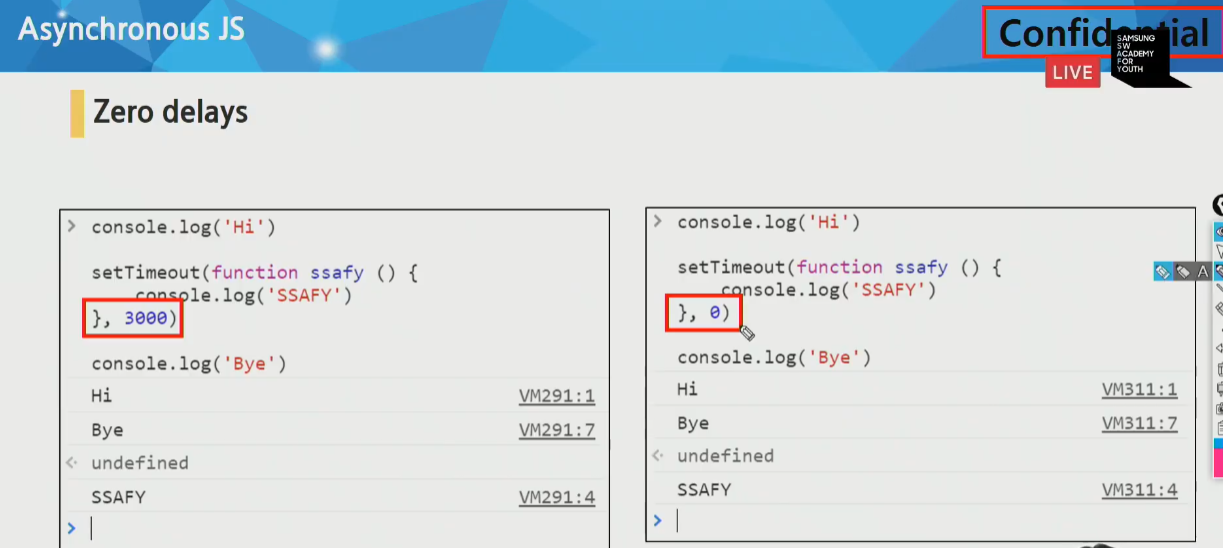 Asynchronous JS
Confidential
SAMSUNG
SW
ACADEMY
FOR
YOUTH
LIVE
Zero delays
> console.log('Hi')
setTimeout(function ssafy () {
console.log('SSAFY')
}, 3000)
console.log('Bye')
Hi VM291:1
Bye VM291:7
undefined
SSAFY VM291:4
>
> console.log('Hi')
setTimeout(function ssafy () {
console.log('SSAFY')
}, 0)
console.log('Bye')
Hi VM311:1
Bye VM311:7
undefined
SSAFY VM311:4
>
A